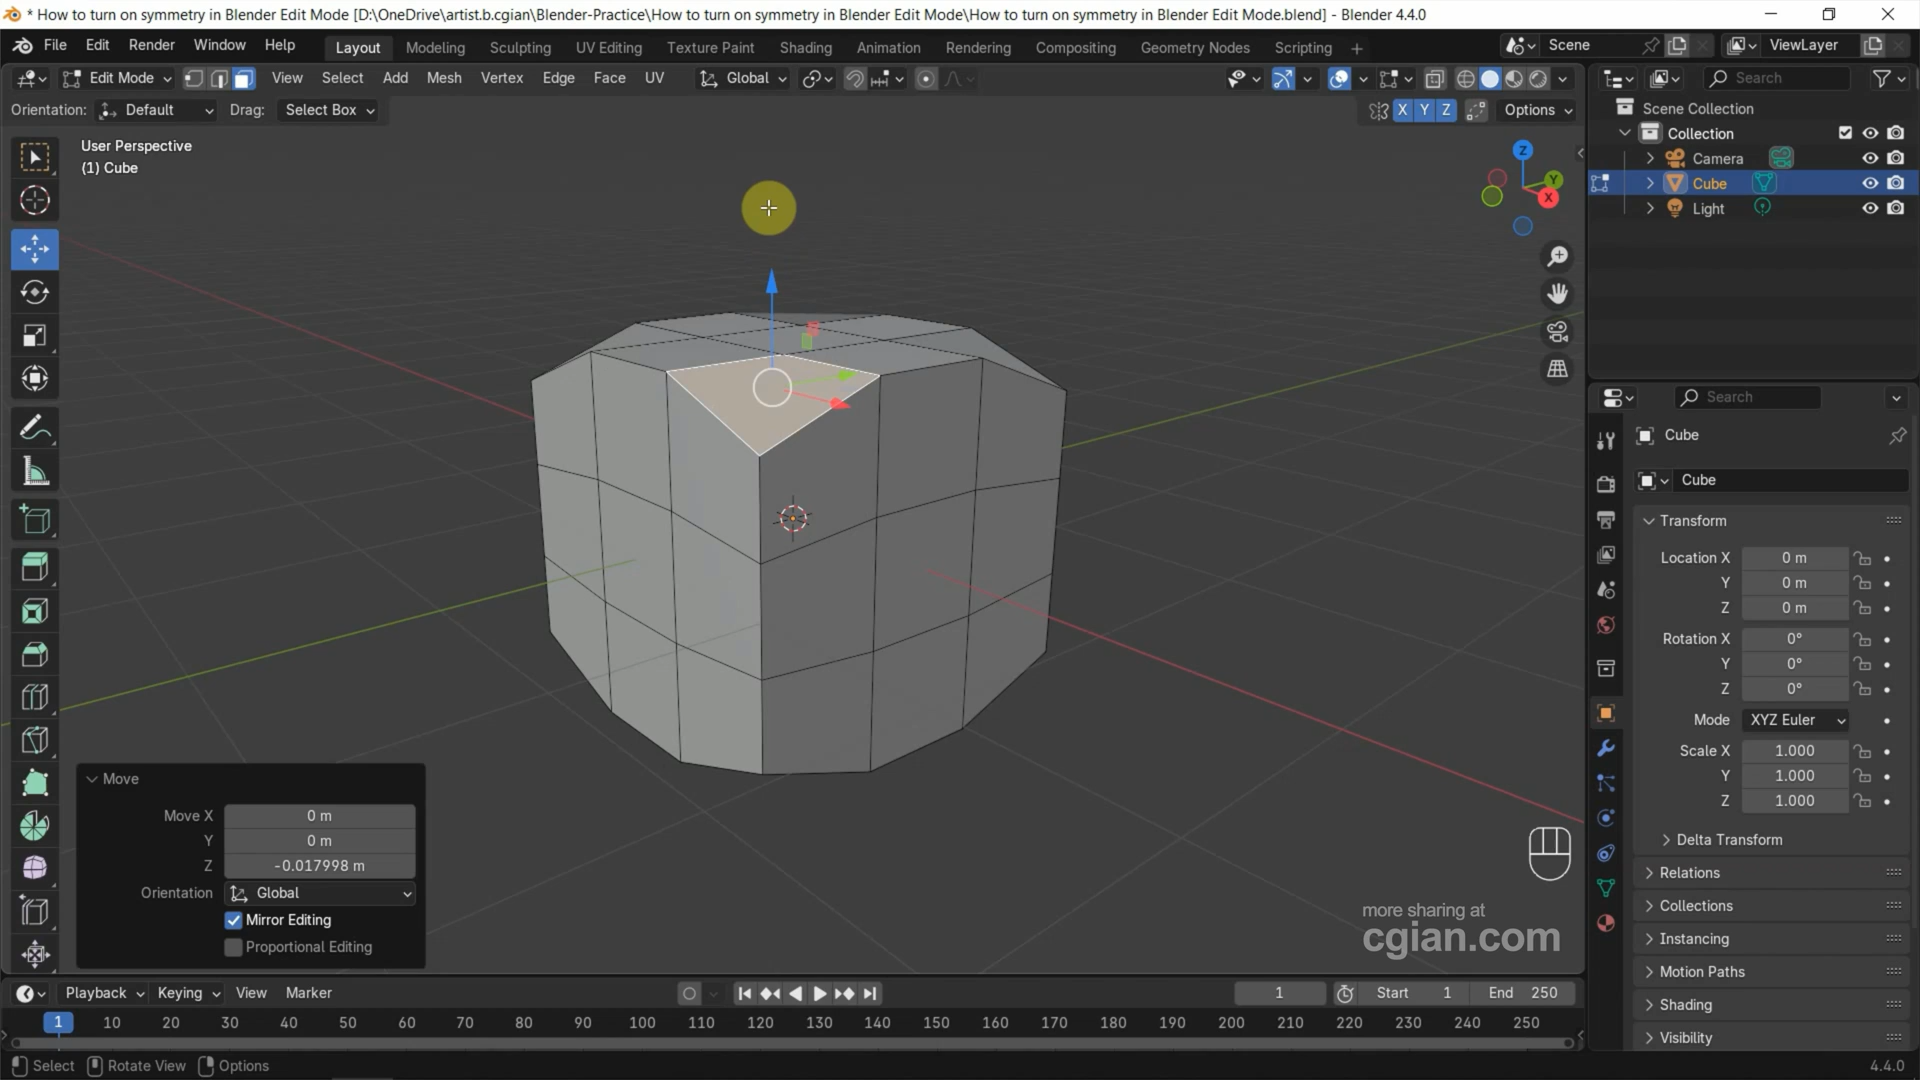 * How to turn on symmetry in Blender Edit Mode [D:\OneDrive\artist.b.cgian\Blender-Practice\How to turn on symmetry in Blender Edit Mode\How to turn on symmetry in Blender Edit Mode.blend] - Blender 4.4.0
File Edit Render Window Help Layout Modeling Sculpting UV Editing Texture Paint Shading Animation Rendering Compositing Geometry Nodes Scripting + Scene ViewLayer
Edit Mode View Select Add Mesh Vertex Edge Face UV Global Search
Orientation: Default Drag: Select Box X Y Z Options
Scene Collection
Collection
Camera
Cube
Light
User Perspective
(1) Cube
Z
Y
X
Search
Cube
Cube
Transform
Location X 0 m
Y 0 m
Z 0 m
Rotation X 0°
Y 0°
Z 0°
Mode XYZ Euler
Scale X 1.000
Y 1.000
Z 1.000
Delta Transform
Relations
Collections
Instancing
Motion Paths
Shading
Visibility
Move
Move X 0 m
Y 0 m
Z -0.017998 m
Orientation Global
Mirror Editing
Proportional Editing
more sharing at
cgian.com
Playback Keying View Marker 1 Start 1 End 250
1 10 20 30 40 50 60 70 80 90 100 110 120 130 140 150 160 170 180 190 200 210 220 230 240 250
Select Rotate View Options 4.4.0